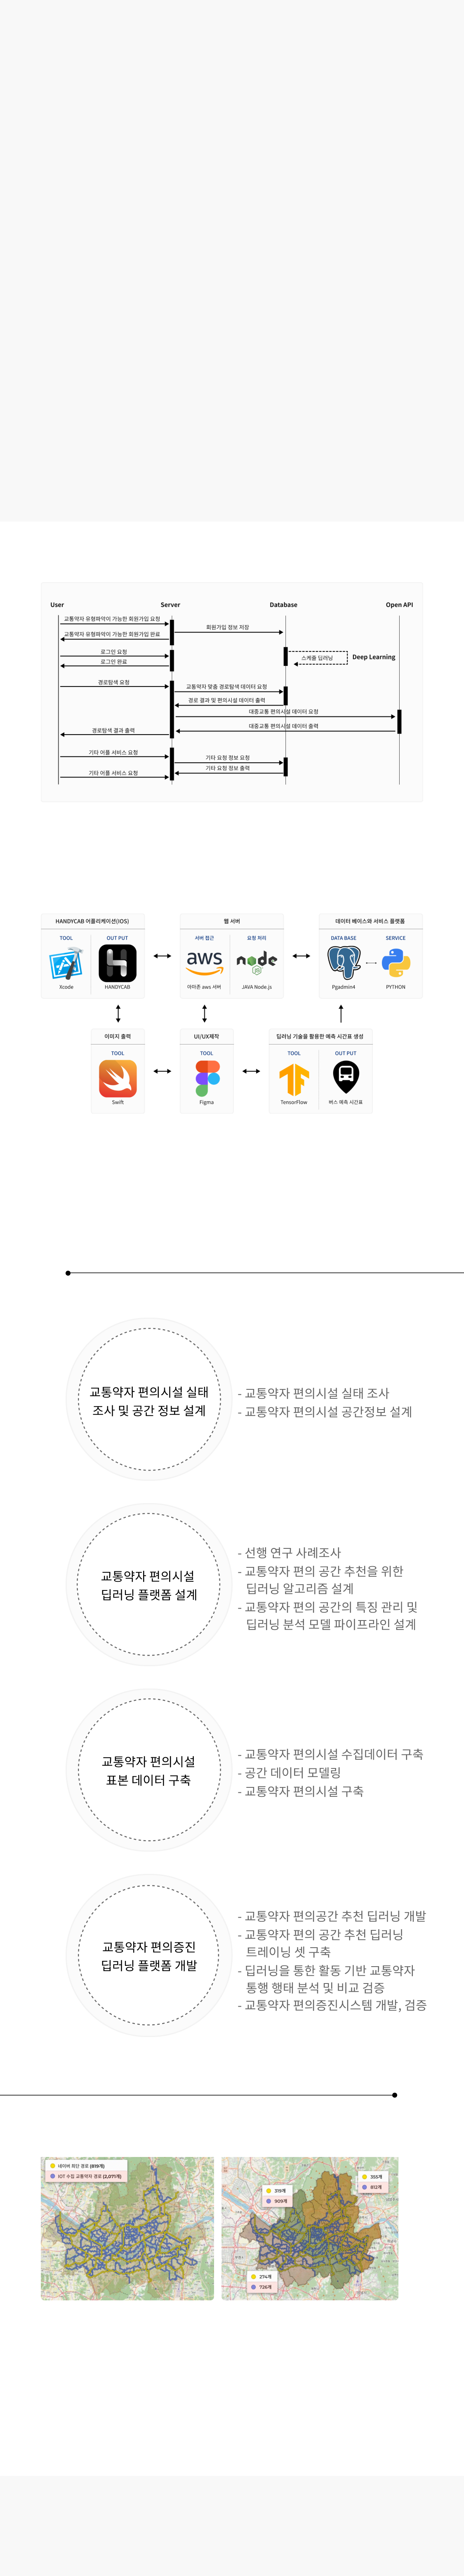 User
Server
Database
Open API
교통약자 유형파악이 가능한 회원가입 요청
회원가입 정보 저장
교통약자 유형파악이 가능한 회원가입 완료
로그인 요청
스케쥴 딥러닝
Deep Learning
로그인 완료
경로탐색 요청
교통약자 맞춤 경로탐색 데이터 요청
경로 결과 및 편의시설 데이터 출력
대중교통 편의시설 데이터 요청
대중교통 편의시설 데이터 출력
경로탐색 결과 출력
기타 어플 서비스 요청
기타 요청 정보 요청
기타 요청 정보 출력
기타 어플 서비스 요청
HANDYCAB 어플리케이션(IOS)
TOOL
OUT PUT
Xcode
HANDYCAB
웹 서버
서버 접근
요청 처리
aws
node
JS
아마존 aws 서버
JAVA Node.js
데이터 베이스와 서비스 플랫폼
DATA BASE
SERVICE
Pgadmin4
PYTHON
이미지 출력
TOOL
Swift
UI/UX제작
TOOL
Figma
딥러닝 기술을 활용한 예측 시간표 생성
TOOL
OUT PUT
TensorFlow
버스 예측 시간표
교통약자 편의시설 실태
조사 및 공간 정보 설계
- 교통약자 편의시설 실태 조사
- 교통약자 편의시설 공간정보 설계
교통약자 편의시설
딥러닝 플랫폼 설계
- 선행 연구 사례조사
- 교통약자 편의 공간 추천을 위한
딥러닝 알고리즘 설계
- 교통약자 편의 공간의 특징 관리 및
딥러닝 분석 모델 파이프라인 설계
교통약자 편의시설
표본 데이터 구축
- 교통약자 편의시설 수집데이터 구축
- 공간 데이터 모델링
- 교통약자 편의시설 구축
교통약자 편의증진
딥러닝 플랫폼 개발
- 교통약자 편의공간 추천 딥러닝 개발
- 교통약자 편의 공간 추천 딥러닝
트레이닝 셋 구축
- 딥러닝을 통한 활동 기반 교통약자
통행 행태 분석 및 비교 검증
- 교통약자 편의증진시스템 개발, 검증
네이버 최단 경로 (819개)
IOT 수집 교통약자 경로 (2,071개)
319개
909개
355개
612개
274개
726개